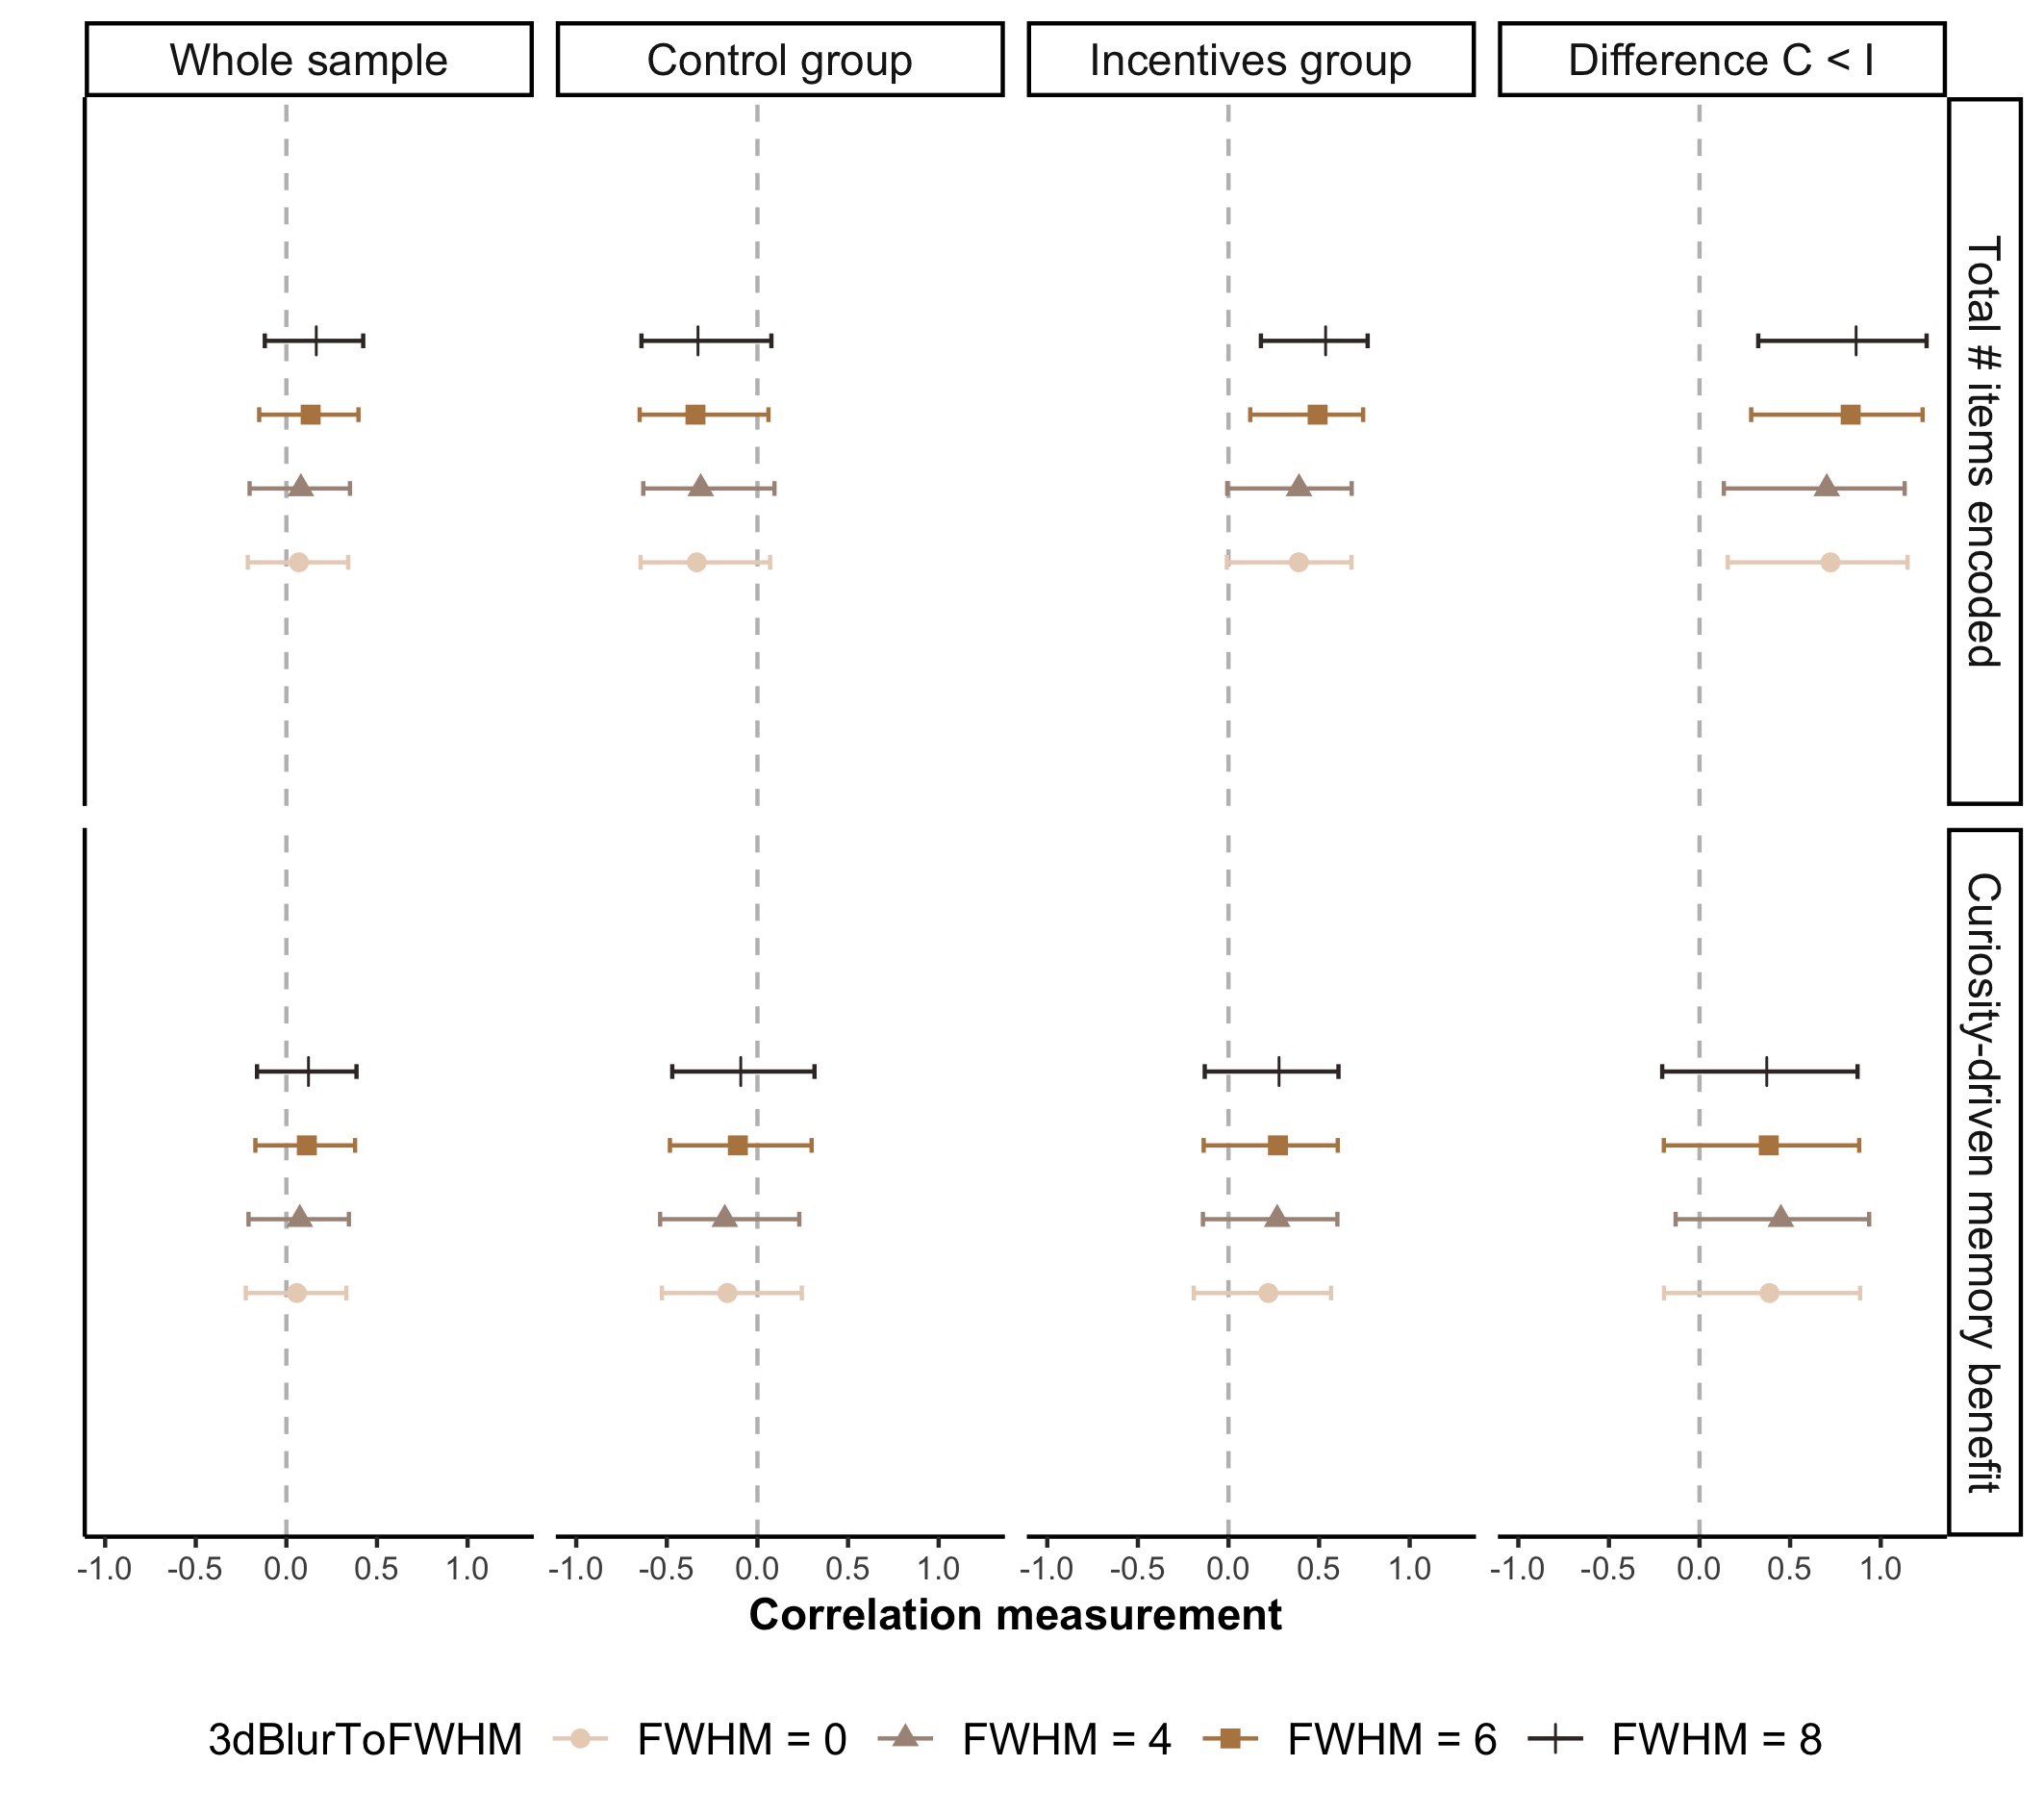 Whole sample
Control group
Incentives group
Difference C < I
Total # items encoded
Curiosity-driven memory benefit
-1.0 -0.5 0.0 0.5 1.0
-1.0 -0.5 0.0 0.5 1.0
-1.0 -0.5 0.0 0.5 1.0
-1.0 -0.5 0.0 0.5 1.0
Correlation measurement
3dBlurToFWHM FWHM = 0 FWHM = 4 FWHM = 6 FWHM = 8